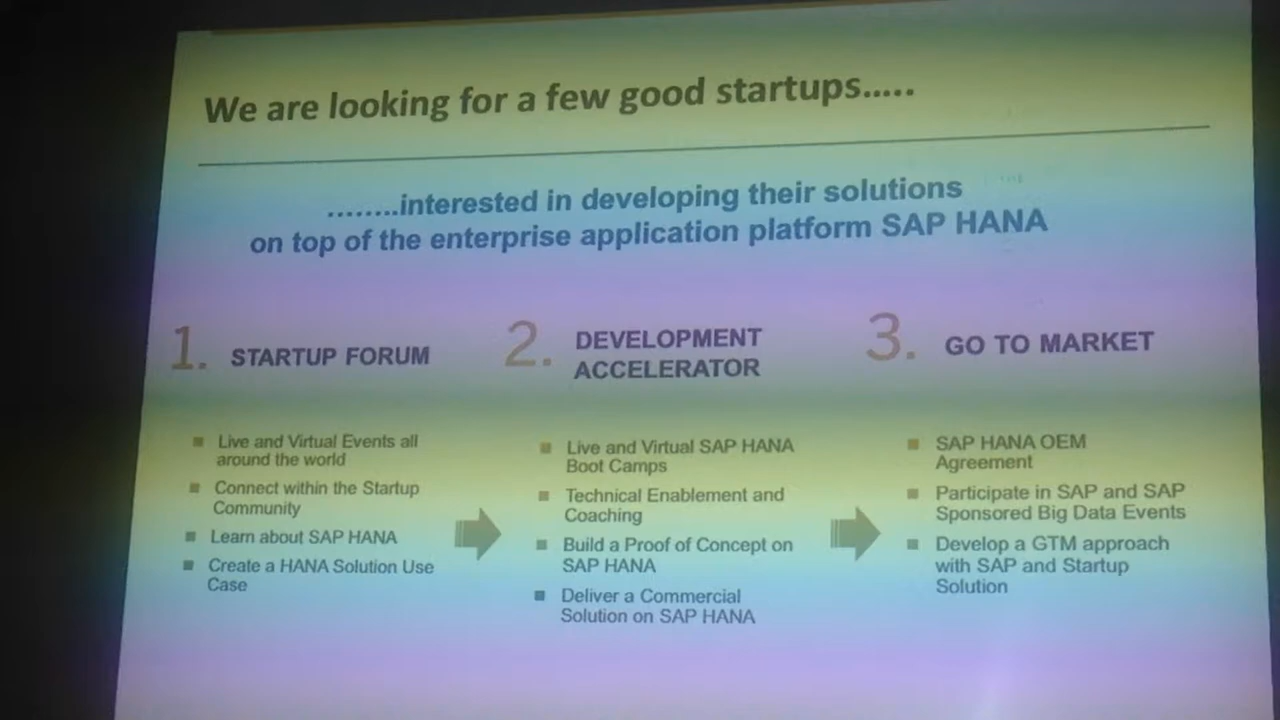 We are looking for a few good startups.....
........interested in developing their solutions
on top of the enterprise application platform SAP HANA
1. STARTUP FORUM
Live and Virtual Events all
around the world
Connect within the Startup
Community
Learn about SAP HANA
Create a HANA Solution Use
Case
2. DEVELOPMENT
ACCELERATOR
Live and Virtual SAP HANA
Boot Camps
Technical Enablement and
Coaching
Build a Proof of Concept on
SAP HANA
Deliver a Commercial
Solution on SAP HANA
3. GO TO MARKET
SAP HANA OEM
Agreement
Participate in SAP and SAP
Sponsored Big Data Events
Develop a GTM approach
with SAP and Startup
Solution